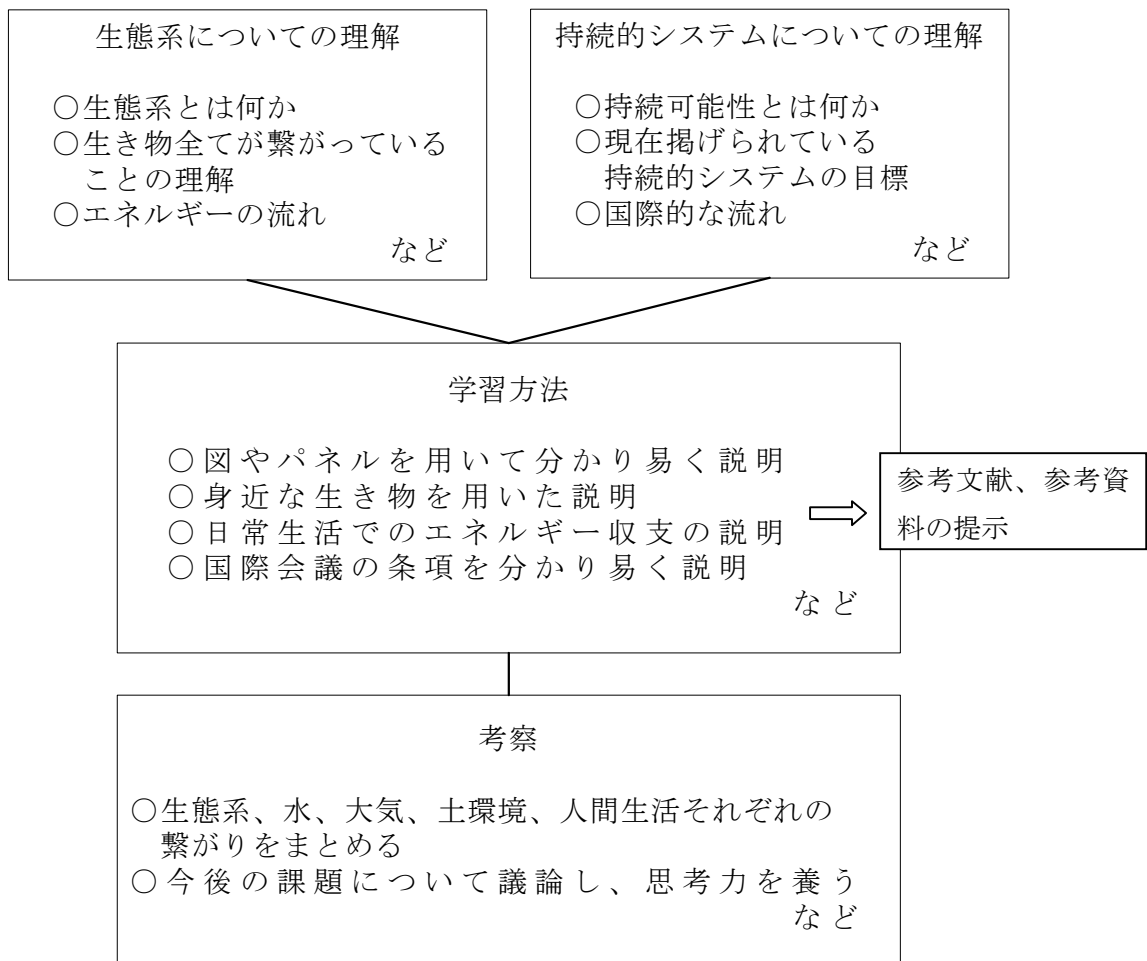 生態系についての理解
○生態系とは何か
○生き物全てが繋がっている
ことの理解
○エネルギーの流れ
など
持続的システムについての理解
○持続可能性とは何か
○現在掲げられている
持続的システムの目標
○国際的な流れ
など
学習方法
○図やパネルを用いて分かり易く説明
○身近な生き物を用いた説明
○日常生活でのエネルギー収支の説明
○国際会議の条項を分かり易く説明
など
参考文献、参考資
料の提示
考察
○生態系、水、大気、土環境、人間生活それぞれの
繋がりをまとめる
○今後の課題について議論し、思考力を養う
など